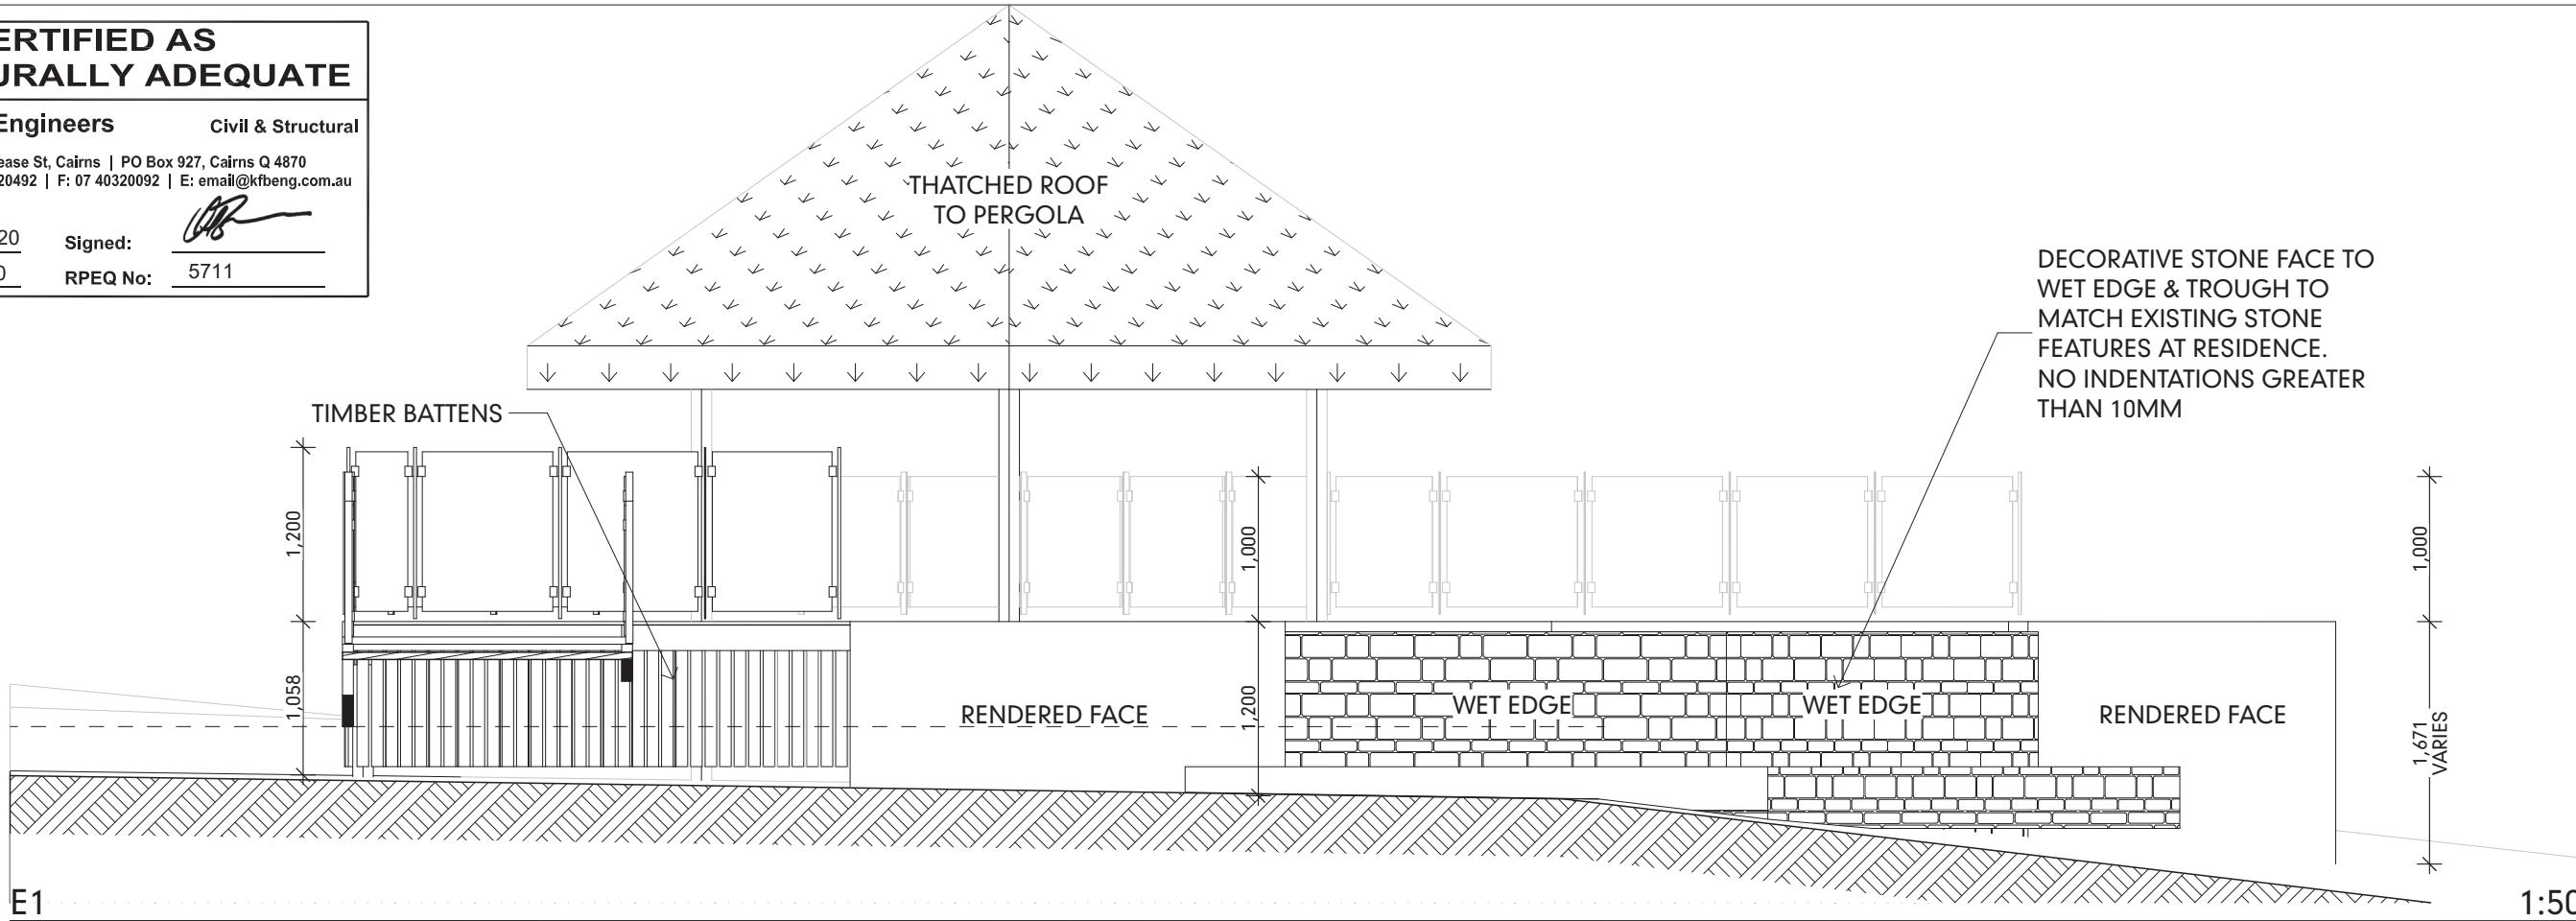 ERTIFIED AS
URALLY ADEQUATE
Engineers Civil & Structural
ease St, Cairns | PO Box 927, Cairns Q 4870
20492 | F: 07 40320092 | E: email@kfbeng.com.au
20 Signed:
0 RPEQ No: 5711
THATCHED ROOF
TO PERGOLA
DECORATIVE STONE FACE TO
WET EDGE & TROUGH TO
MATCH EXISTING STONE
FEATURES AT RESIDENCE.
NO INDENTATIONS GREATER
THAN 10MM
TIMBER BATTENS
1,200
1,000
1,000
1,058
1,200
RENDERED FACE
WET EDGE
WET EDGE
RENDERED FACE
1,671
VARIES
E1
1:50